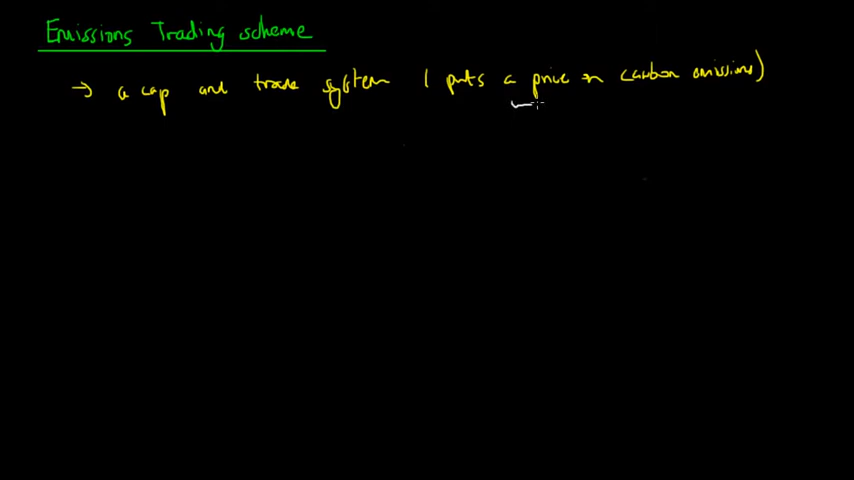 Emissions Trading scheme
→ a cap and trade system ( puts a price on carbon emissions)